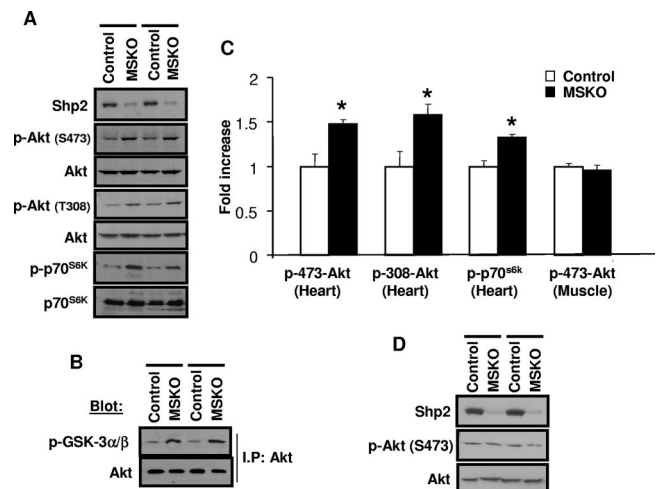 A
Control
MSKO
Control
MSKO
Shp2
p-Akt (S473)
Akt
p-Akt (T308)
Akt
p-p70S6K
p70S6K
C
Control
MSKO
Fold increase
2
1.5
1
0.5
0
*
*
*
p-473-Akt
(Heart)
p-308-Akt
(Heart)
p-p70s6k
(Heart)
p-473-Akt
(Muscle)
B
Control
MSKO
Control
MSKO
Blot:
p-GSK-3α/β
Akt
I.P: Akt
D
Control
MSKO
Control
MSKO
Shp2
p-Akt (S473)
Akt